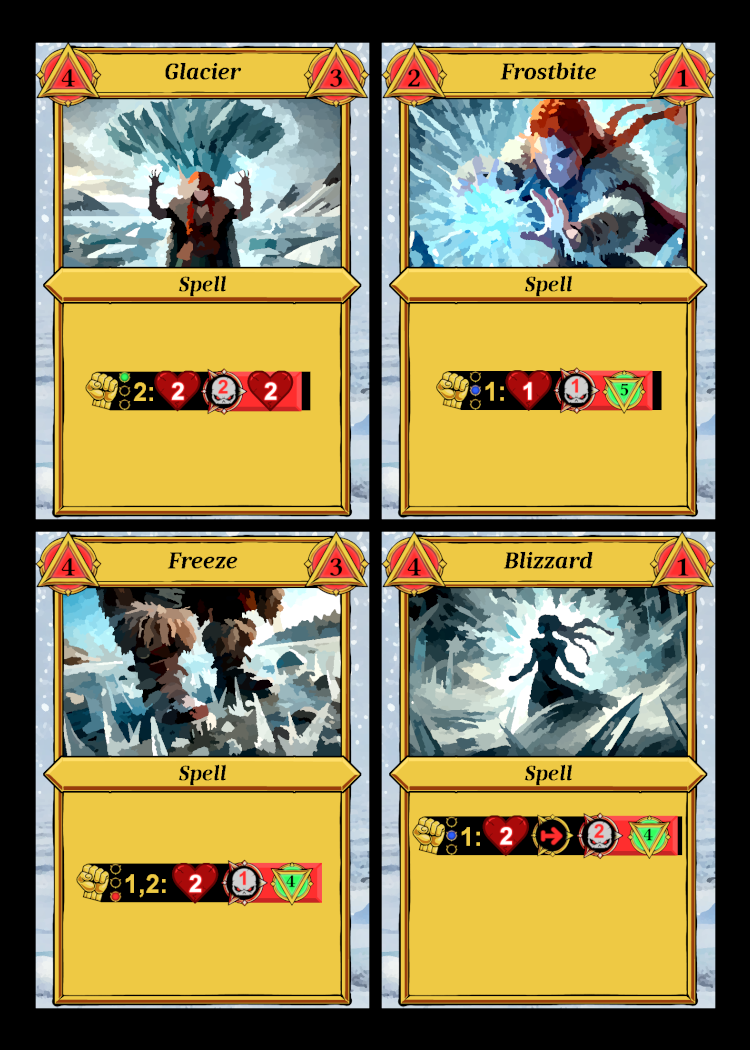 4 Glacier 3
Spell
2: 2 2 2
2 Frostbite 1
Spell
1: 1 1 5
4 Freeze 3
Spell
1,2: 2 1 4
4 Blizzard 1
Spell
1: 2 2 4